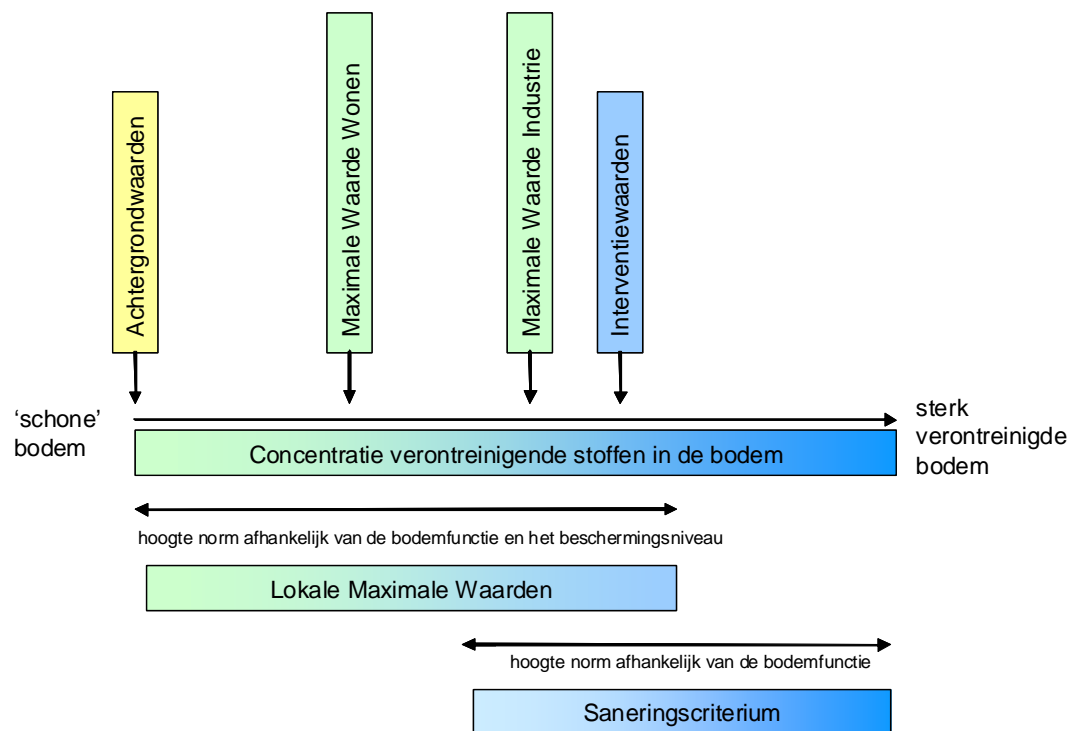 Achtergrondwaarden
Maximale Waarde Wonen
Maximale Waarde Industrie
Interventiewaarden
‘schone’
bodem
sterk
verontreinigde
bodem
Concentratie verontreinigende stoffen in de bodem
hoogte norm afhankelijk van de bodemfunctie en het beschermingsniveau
Lokale Maximale Waarden
hoogte norm afhankelijk van de bodemfunctie
Saneringscriterium